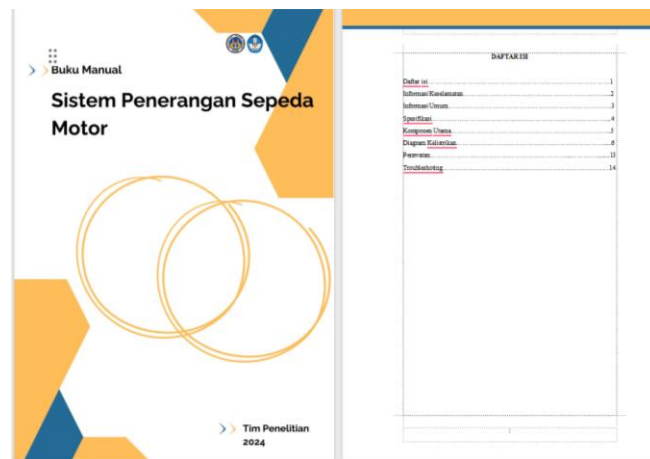 Buku Manual
Sistem Penerangan Sepeda
Motor
Tim Penelitian
2024
DAFTAR ISI
Daftar isi 1
Informasi Keselamatan 2
Informasi Umum 3
Spesifikasi 4
Komponen Utama 5
Diagram Kelistrikan 6
Perawatan 13
Troubleshooting 14
1